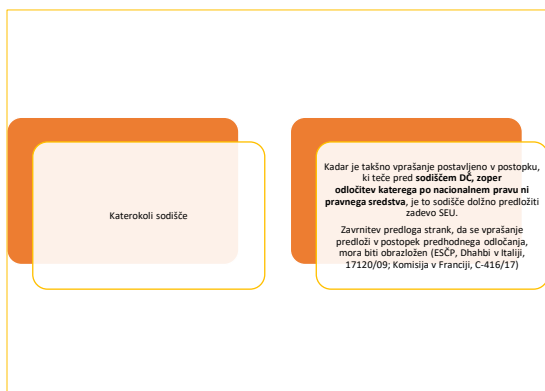 Katerokoli sodišče
Kadar je takšno vprašanje postavljeno v postopku,
ki teče pred sodiščem DČ, zoper
odločitev katerega po nacionalnem pravu ni
pravnega sredstva, je to sodišče dolžno predložiti
zadevo SEU.
Zavrnitev predloga strank, da se vprašanje
predloži v postopek predhodnega odločanja,
mora biti obrazložen (ESČP, Dhahbi v Italiji,
17120/09; Komisija v Franciji, C-416/17)